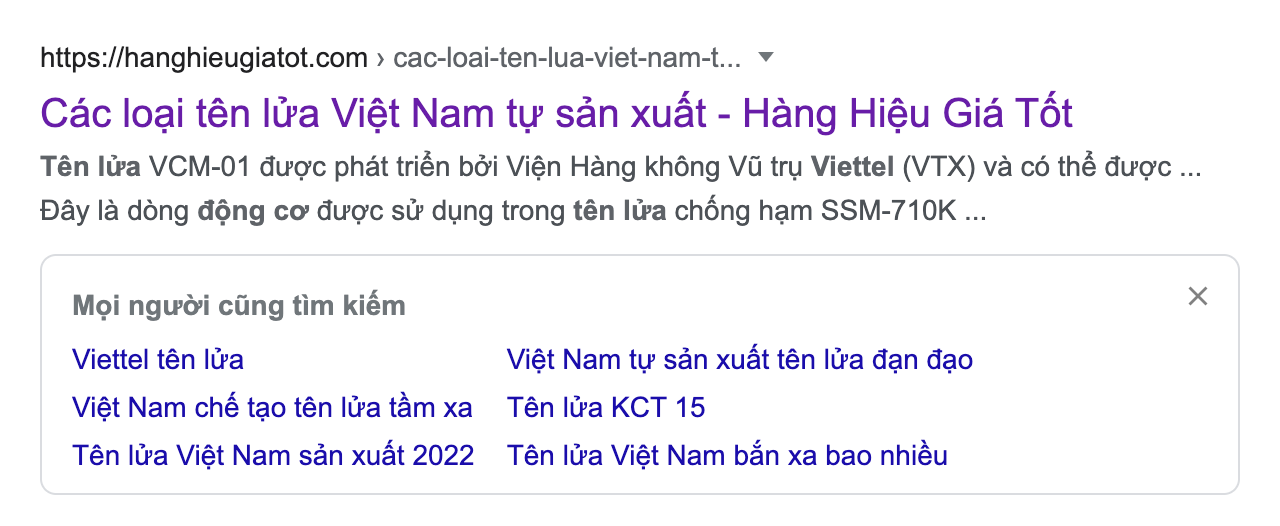 https://hanghieugiatot.com › cac-loai-ten-lua-viet-nam-t...
Các loại tên lửa Việt Nam tự sản xuất - Hàng Hiệu Giá Tốt
Tên lửa VCM-01 được phát triển bởi Viện Hàng không Vũ trụ Viettel (VTX) và có thể được ...
Đây là dòng động cơ được sử dụng trong tên lửa chống hạm SSM-710K ...
Mọi người cũng tìm kiếm
Viettel tên lửa
Việt Nam tự sản xuất tên lửa đạn đạo
Việt Nam chế tạo tên lửa tầm xa
Tên lửa KCT 15
Tên lửa Việt Nam sản xuất 2022
Tên lửa Việt Nam bắn xa bao nhiều